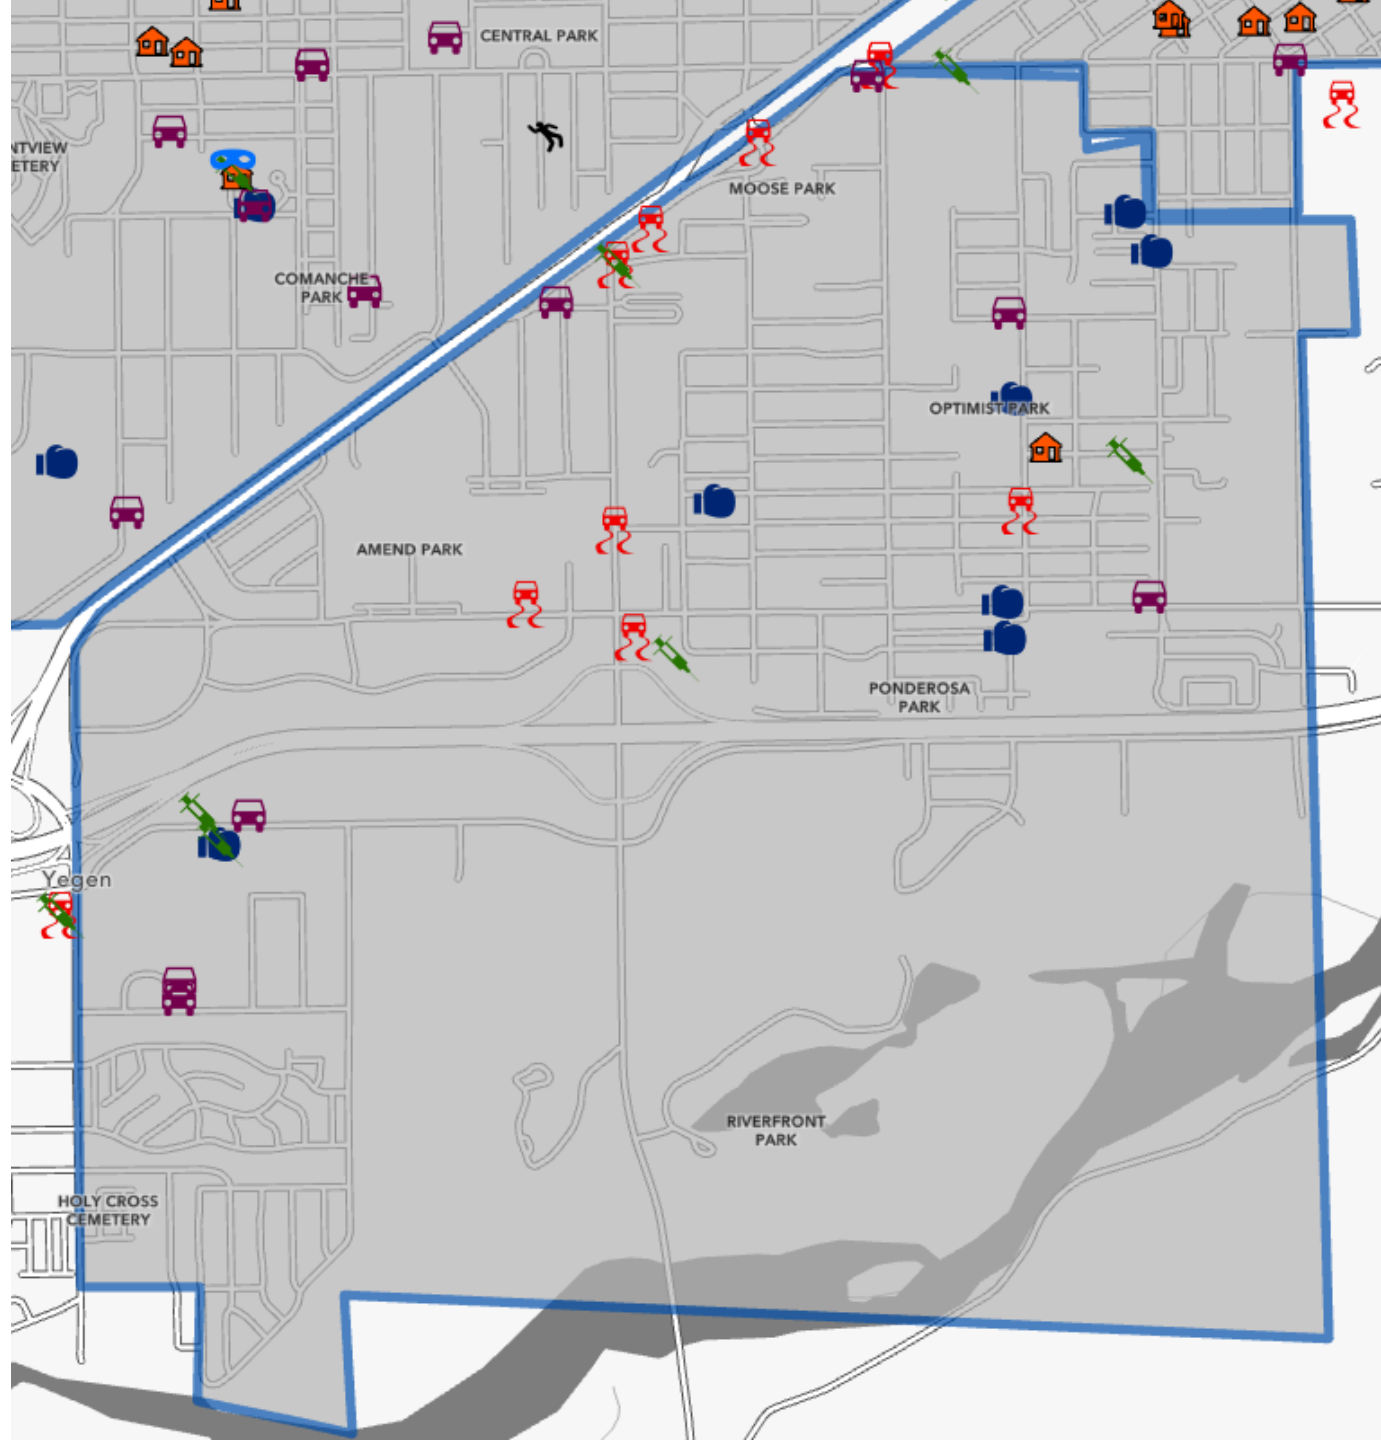 CENTRAL PARK
NTVIEW
ETERY
MOOSE PARK
COMANCHE
PARK
OPTIMIST PARK
AMEND PARK
PONDEROSA
PARK
Yegen
RIVERFRONT
PARK
HOLY CROSS
CEMETERY